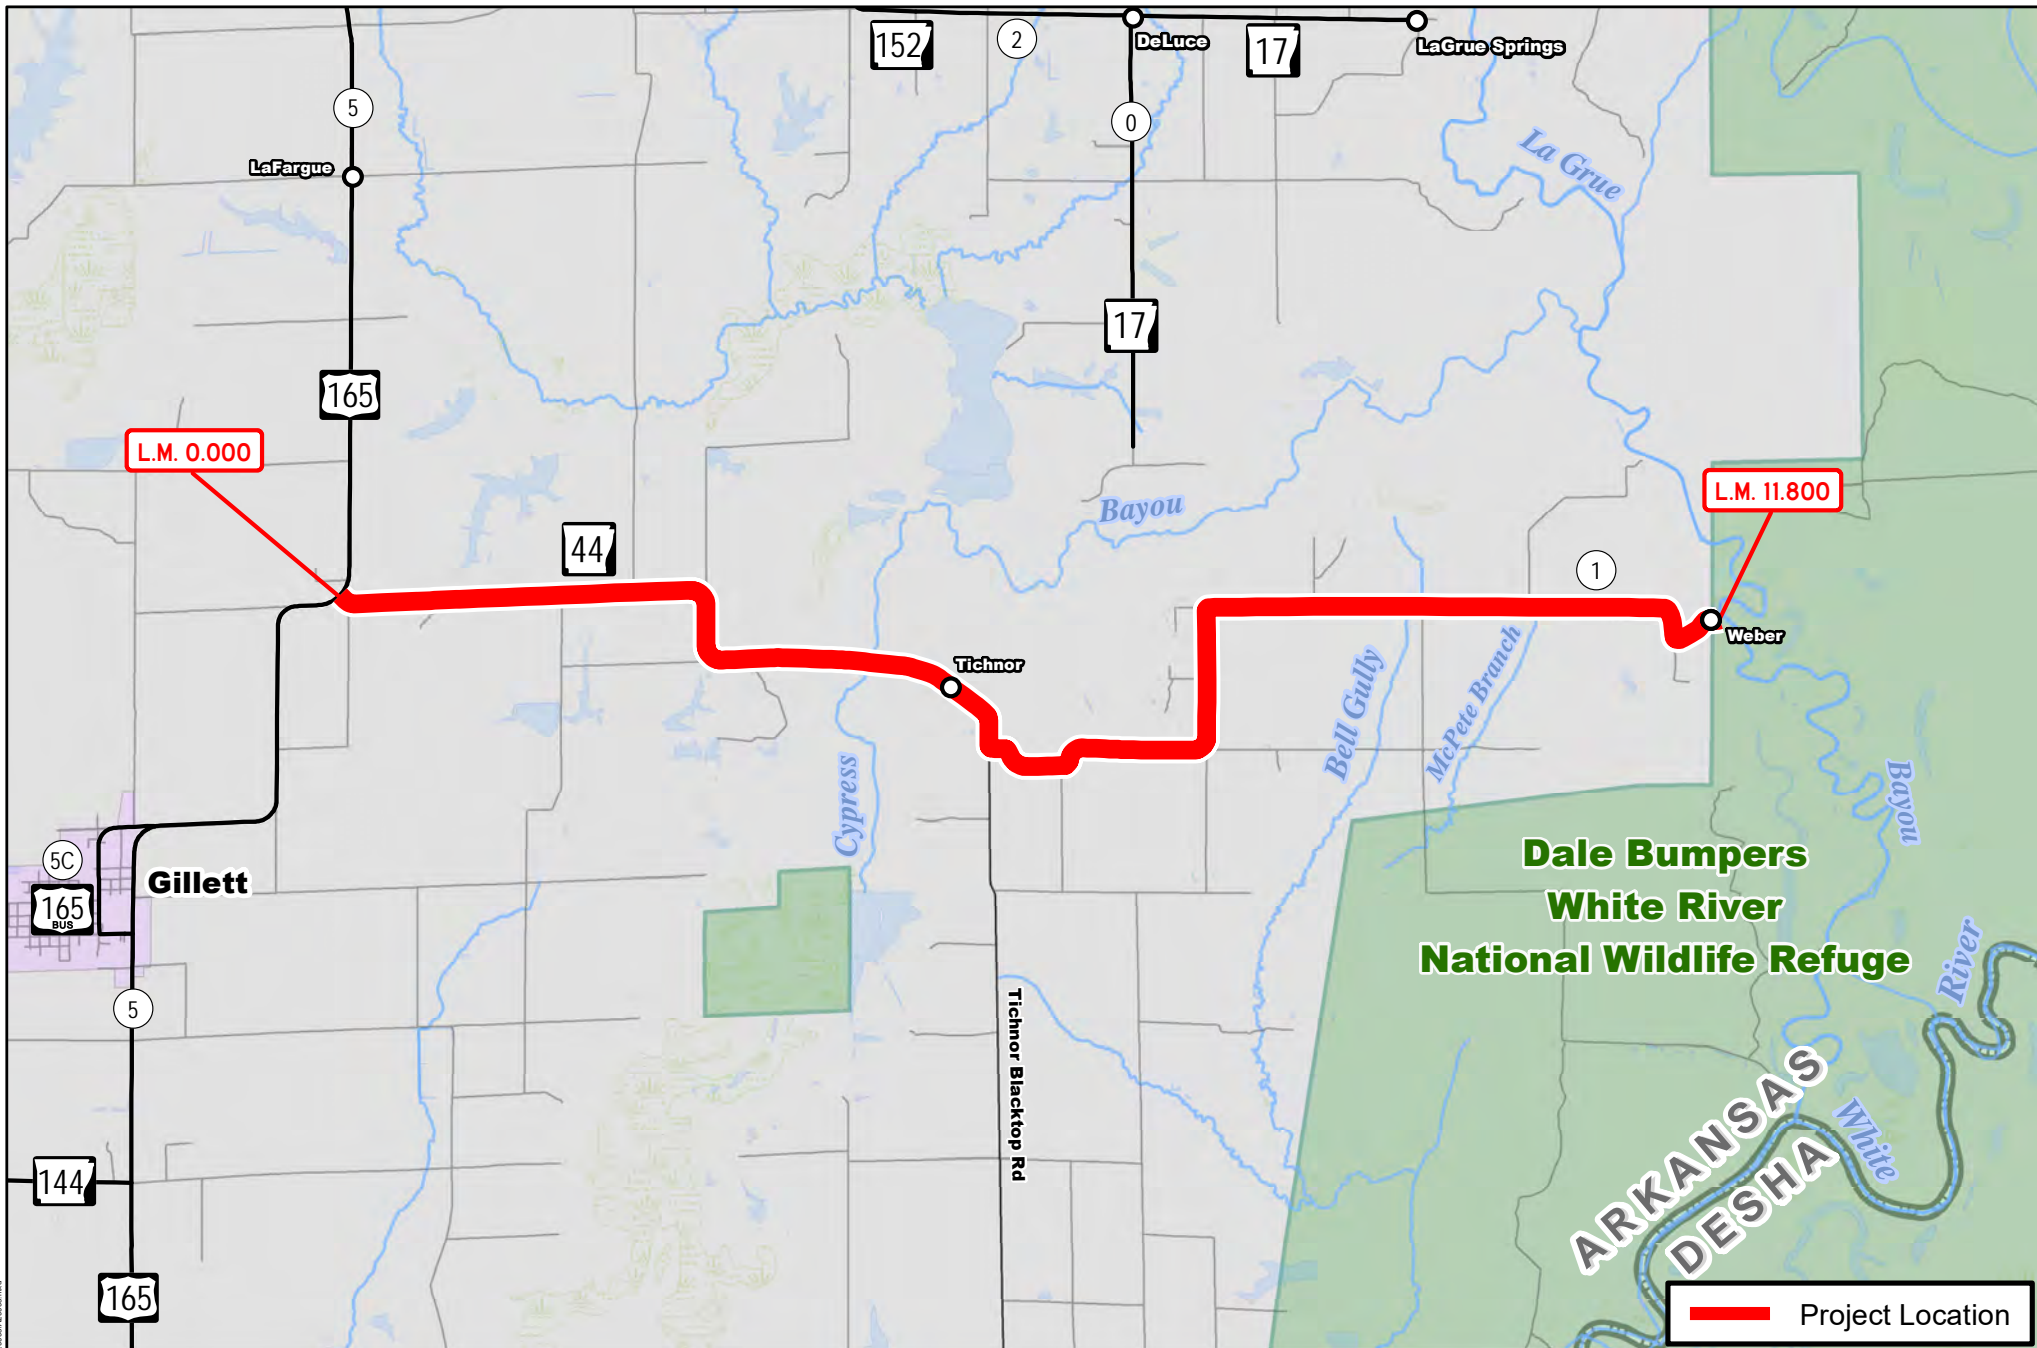 152
2
DeLuce
17
LaGrue Springs
5
0
LaFargue
La Grue
17
165
L.M. 0.000
L.M. 11.800
Bayou
44
1
Weber
Tichnor
Bell Gully
McPete Branch
Cypress
Bayou
5C
Gillett
165
BUS
Dale Bumpers
White River
National Wildlife Refuge
River
5
Tichnor Blacktop Rd
ARKANSAS
DESHA
White
144
165
Project Location